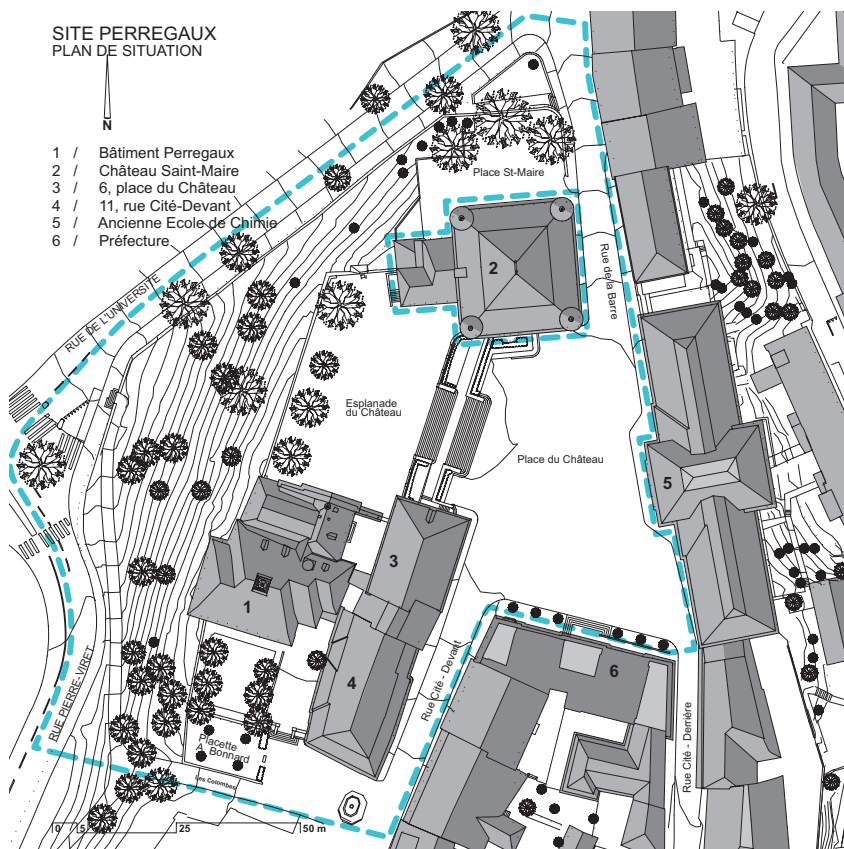 SITE PERREGAUX
PLAN DE SITUATION
N
1 / Bâtiment Perregaux
2 / Château Saint-Maire
3 / 6, place du Château
4 / 11, rue Cité-Devant
5 / Ancienne Ecole de Chimie
6 / Préfecture
Place St-Maire
2
Rue de la Barre
RUE DE L'UNIVERSITÉ
Esplanade
du Château
Place du Château
5
3
1
4
6
Rue Cité - Devant
RUE PIERRE-VIRET
Placette
A. Bonnard
Les Colombes
Rue Cité - Derrière
0 5 25 50 m